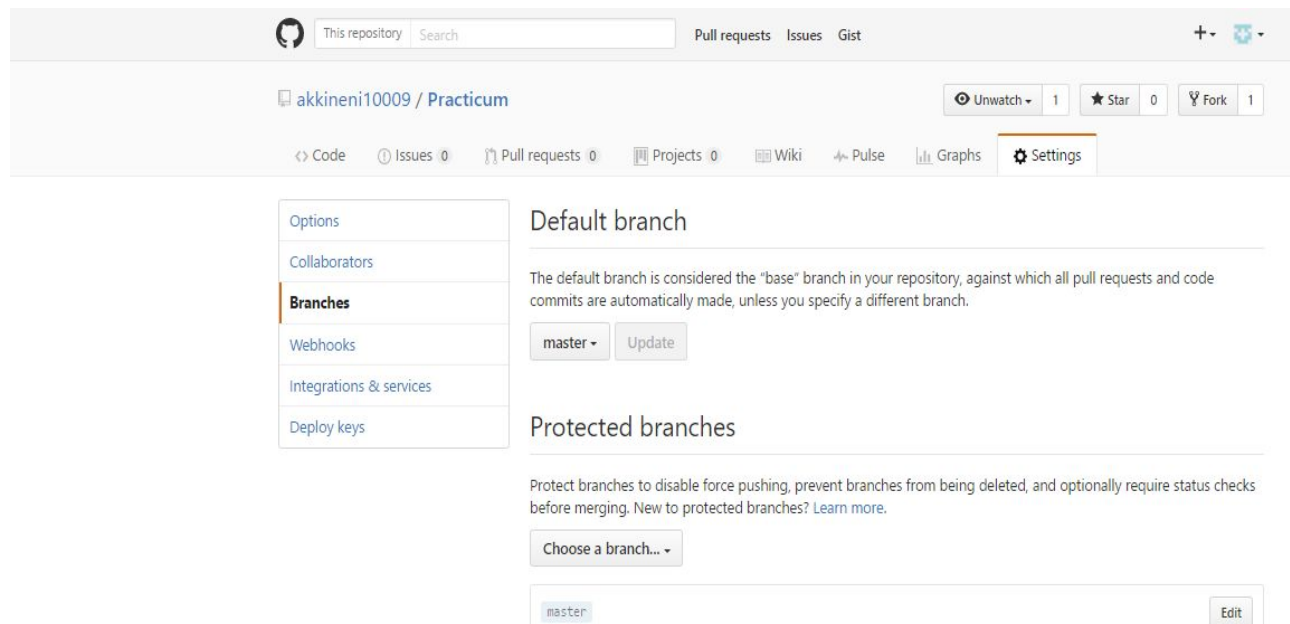 This repository Search Pull requests Issues Gist
akkineni10009 / Practicum Unwatch 1 Star 0 Fork 1
Code Issues 0 Pull requests 0 Projects 0 Wiki Pulse Graphs Settings
Options
Collaborators
Branches
Webhooks
Integrations & services
Deploy keys
Default branch
The default branch is considered the “base” branch in your repository, against which all pull requests and code
commits are automatically made, unless you specify a different branch.
master Update
Protected branches
Protect branches to disable force pushing, prevent branches from being deleted, and optionally require status checks
before merging. New to protected branches? Learn more.
Choose a branch...
master Edit